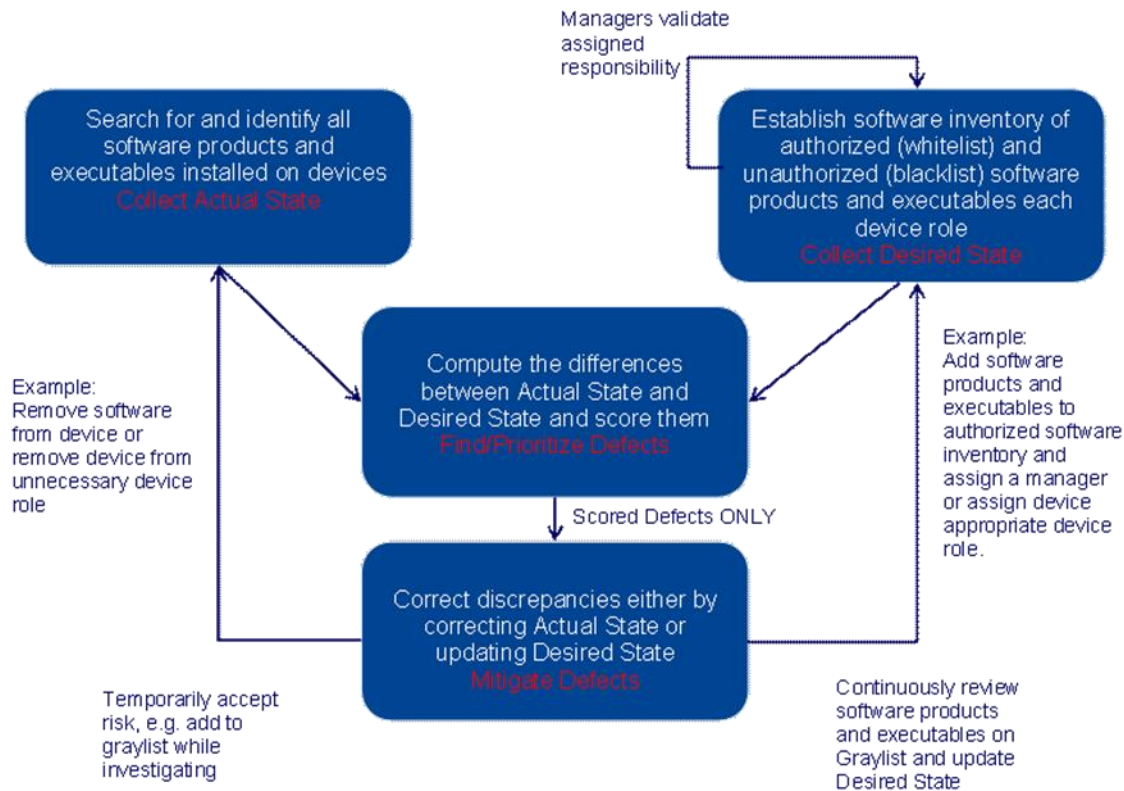 Managers validate
assigned
responsibility
Search for and identify all
software products and
executables installed on devices
Collect Actual State
Establish software inventory of
authorized (whitelist) and
unauthorized (blacklist) software
products and executables each
device role
Collect Desired State
Example:
Remove software
from device or
remove device from
unnecessary device
role
Compute the differences
between Actual State and
Desired State and score them
Find/Prioritize Defects
Example:
Add software
products and
executables to
authorized software
inventory and
assign a manager
or assign device
appropriate device
role.
Scored Defects ONLY
Correct discrepancies either by
correcting Actual State or
updating Desired State
Mitigate Defects
Temporarily accept
risk, e.g. add to
graylist while
investigating
Continuously review
software products
and executables on
Graylist and update
Desired State